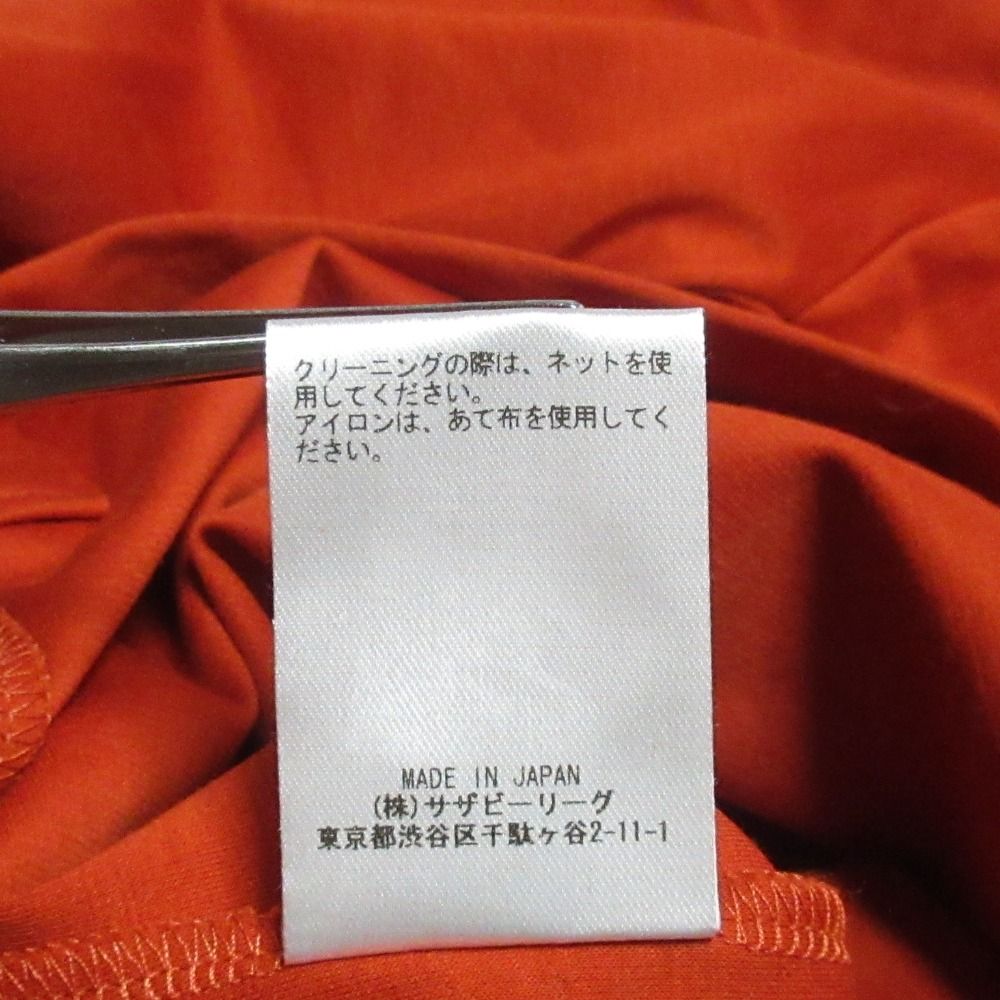 クリーニングの際は、ネットを使
用してください。
アイロンは、あて布を使用してく
ださい。
MADE IN JAPAN
(株)サザビーリーグ
東京都渋谷区千駄ヶ谷2-11-1